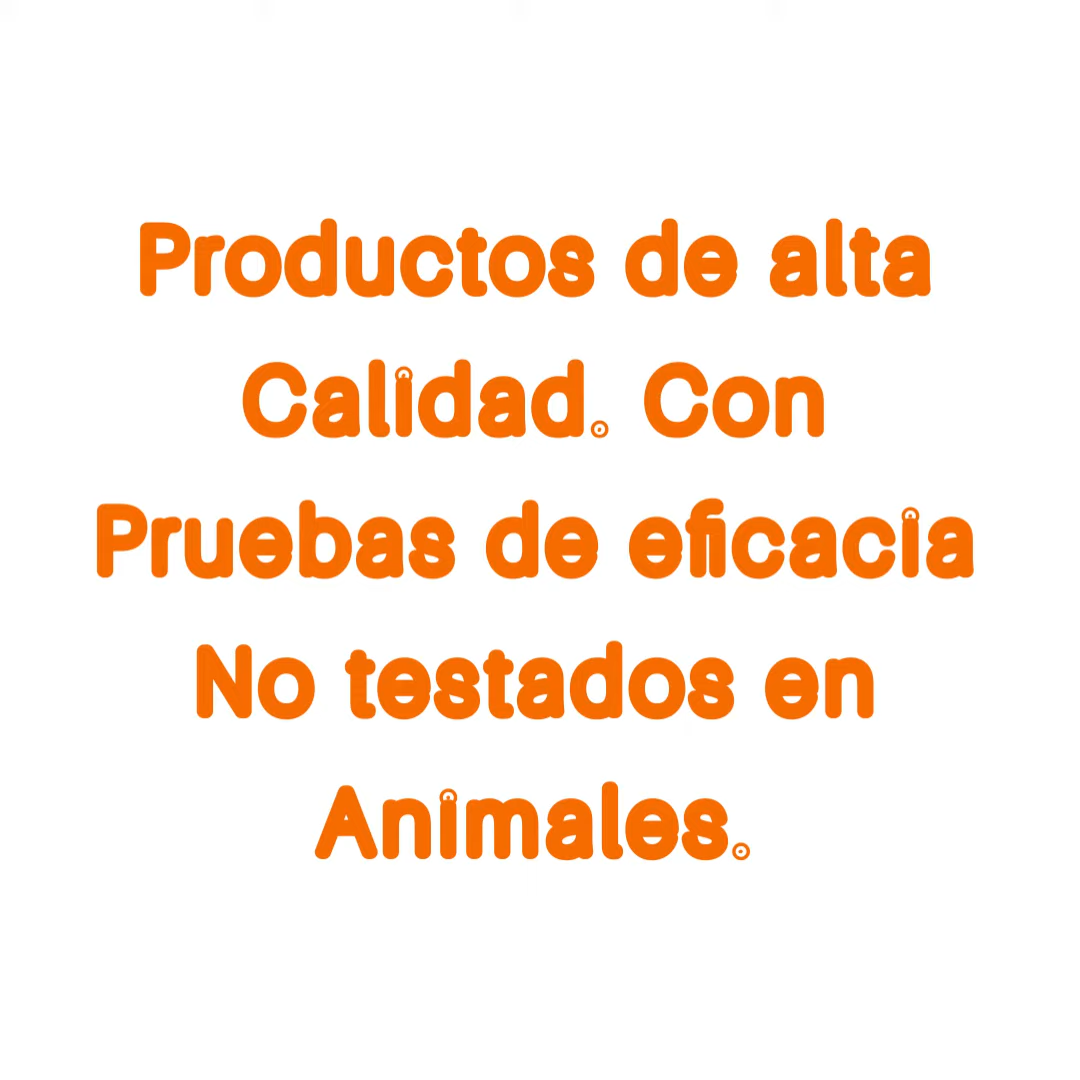 Productos de alta
Calidad. Con
Pruebas de eficacia
No testados en
Animales.